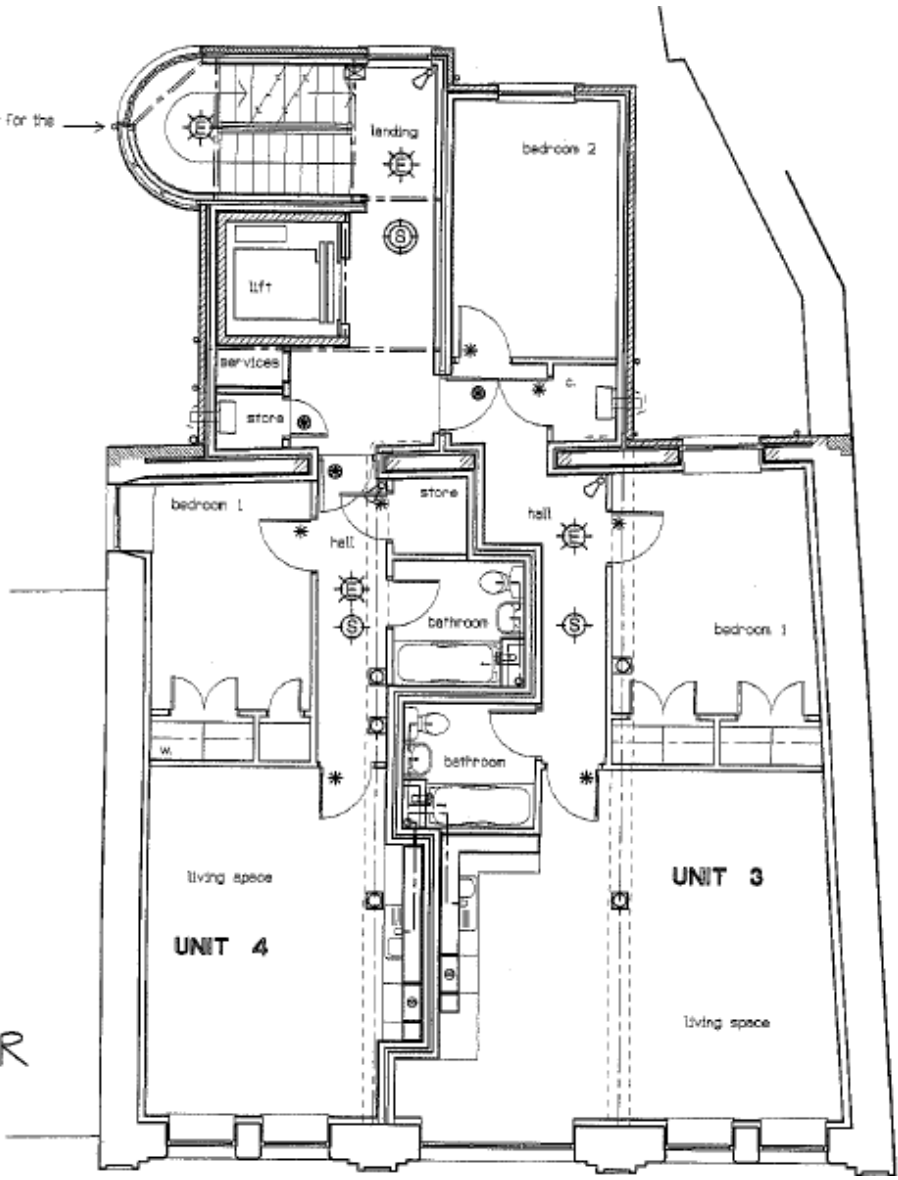 for the
landing
E
E
bedroom 2
S
lift
services
store
c.
bedroom 1
store
hall
hall
E
E
S
S
bathroom
bedroom 1
w.
bathroom
living space
UNIT 3
UNIT 4
living space
R